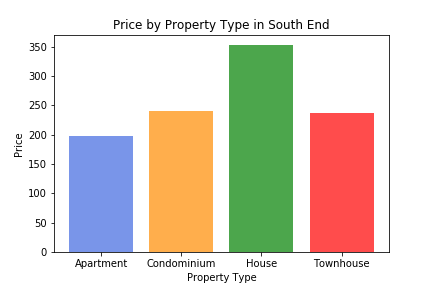 Price by Property Type in South End
350
300
250
200
150
100
50
0
Price
Apartment Condominium House Townhouse
Property Type